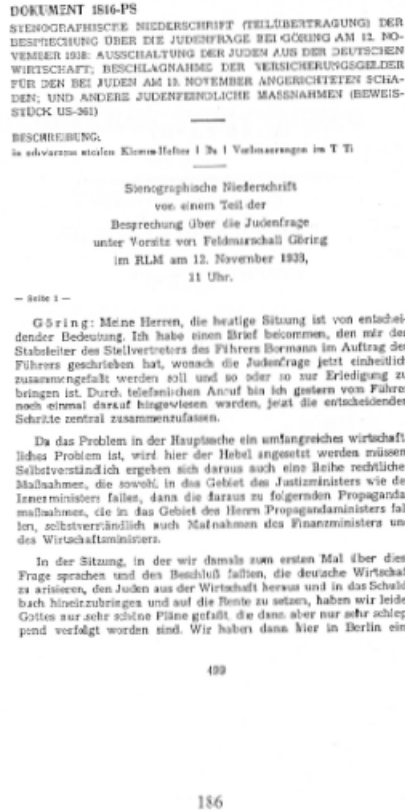 DOKUMENT 1816-PS
STENOGRAPHISCHE NIEDERSCHRIFT (TEILÜBERTRAGUNG) DER
BESPRECHUNG ÜBER DIE JUDENFRAGE BEI GÖRING AM 12. NO-
VEMBER 1938: AUSSCHALTUNG DER JUDEN AUS DER DEUTSCHEN
WIRTSCHAFT; BESCHLAGNAHME DER VERSICHERUNGSGELDER
FÜR DEN BEI JUDEN AM 10. NOVEMBER ANGERICHTETEN SCHA-
DEN; UND ANDERE JUDENFEINDLICHE MASSNAHMEN (BEWEIS-
STÜCK US-261)
BESCHREIBUNG:
in schwarzem
Stenographische Niederschrift
von einem Teil der
Besprechung über die Judenfrage
unter Vorsitz von Feldmarschall Göring
im RLM am 12. November 1938,
11 Uhr.
— Seite 1 —
Göring: Meine Herren, die heutige Sitzung ist von entschei-
dender Bedeutung. Ich habe einen Brief bekommen, den mir der
Stabsleiter des Stellvertreters des Führers Bormann im Auftrag des
Führers geschrieben hat, wonach die Judenfrage jetzt einheitlich
zusammengefaßt werden soll und so oder so zur Erledigung zu
bringen ist. Durch telefonischen Anruf bin ich gestern vom Führer
noch einmal darauf hingewiesen worden, jetzt die entscheidenden
Schritte zentral zusammenzufassen.
Da das Problem in der Hauptsache ein umfangreiches wirtschaft-
liches Problem ist, wird hier der Hebel angesetzt werden müssen.
Selbstverständlich ergeben sich daraus auch eine Reihe rechtlicher
Maßnahmen, die sowohl in das Gebiet des Justizministers wie des
Innenministers fallen, dann die daraus zu folgernden Propaganda-
maßnahmen, die in das Gebiet des Herrn Propagandaministers fal-
len, selbstverständlich auch Maßnahmen des Finanzministers und
des Wirtschaftsministers.
In der Sitzung, in der wir damals zum ersten Mal über diese
Frage sprachen und den Beschluß faßten, die deutsche Wirtschaft
zu arisieren, den Juden aus der Wirtschaft heraus und in das Schuld-
buch hineinzubringen und auf die Rente zu setzen, haben wir leider
Gottes nur sehr schöne Pläne gefaßt, die dann aber nur sehr schlep-
pend verfolgt worden sind. Wir haben dann hier in Berlin ein
499
186